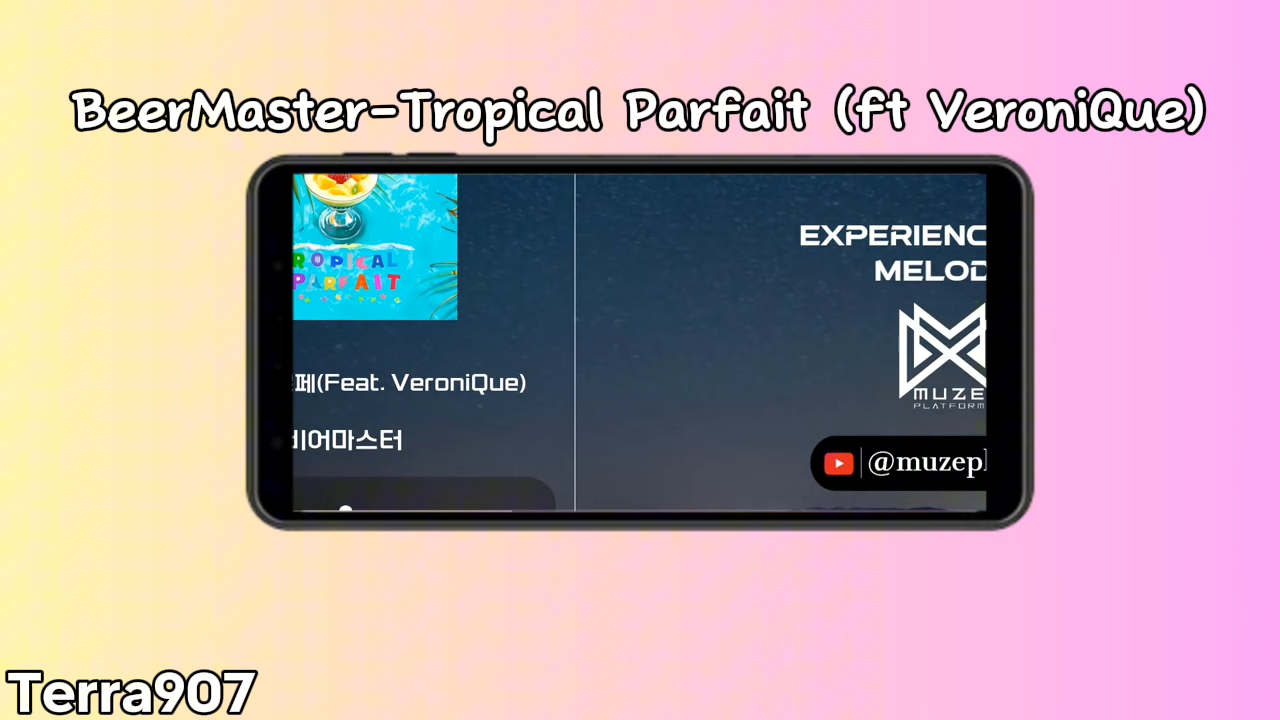 BeerMaster-Tropical Parfait (ft VeroniQue)
ROPICAL
PARFAIT
페(Feat. VeroniQue)
비어마스터
EXPERIENC
MELOD
MUZE
PLATFORM
@muzepl
Terra907